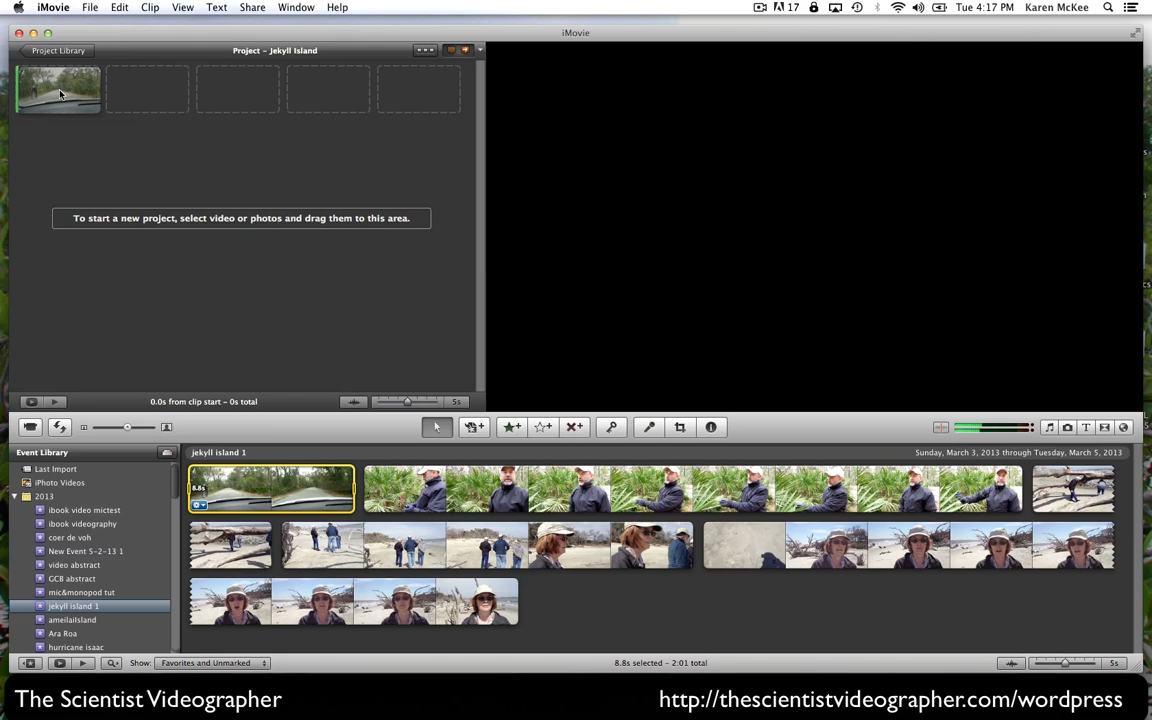 iMovie File Edit Clip View Text Share Window Help 17 Tue 4:17 PM Karen McKee
iMovie
Project Library Project – Jekyll Island
To start a new project, select video or photos and drag them to this area.
0.0s from clip start – 0s total 5s
Event Library jekyll island 1 Sunday, March 3, 2013 through Tuesday, March 5, 2013
Last Import
iPhoto Videos
2013
ibook video mictest
ibook videography
coer de voh
New Event 5-2-13 1
video abstract
GCB abstract
mic&monopod tut
jekyll island 1
ameilaiIsland
Ara Roa
hurricane isaac
8.8s
Show: Favorites and Unmarked 8.8s selected – 2:01 total 5s
The Scientist Videographer http://thescientistvideographer.com/wordpress